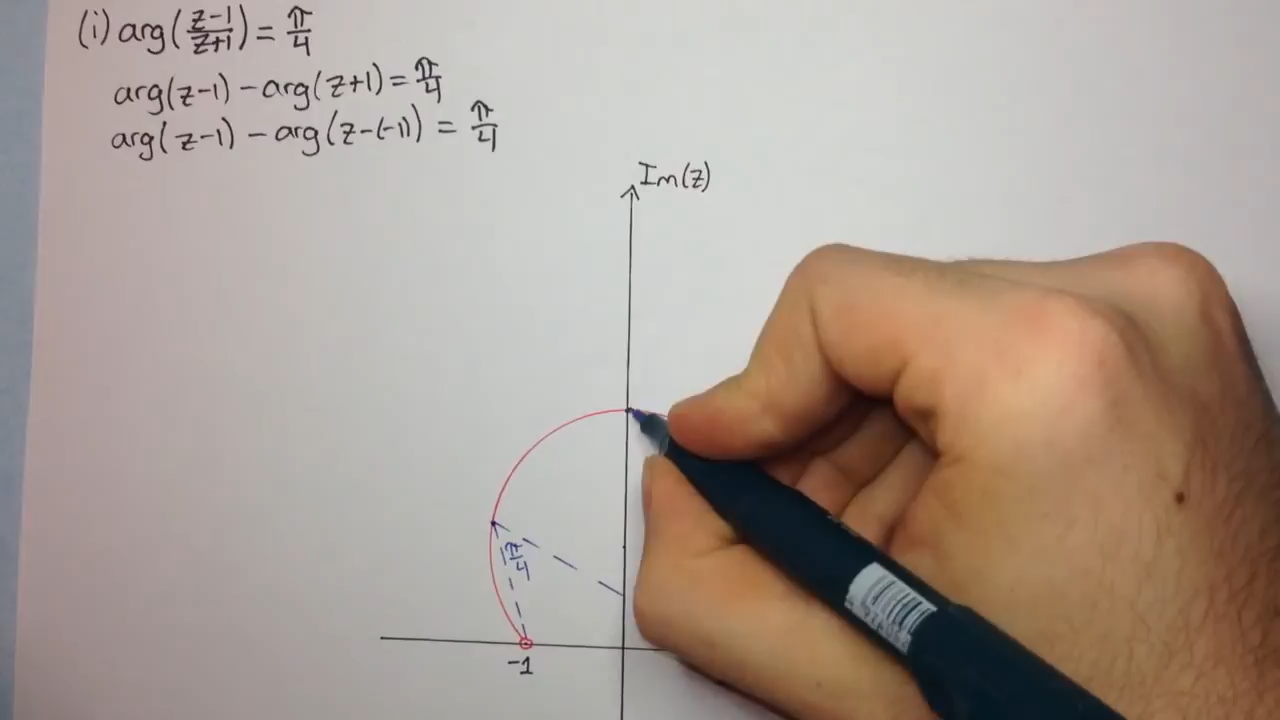 (i) arg(z-1/z+1) = π/4
arg(z-1) - arg(z+1) = π/4
arg(z-1) - arg(z-(-1)) = π/4
Im(z)
π/4
-1